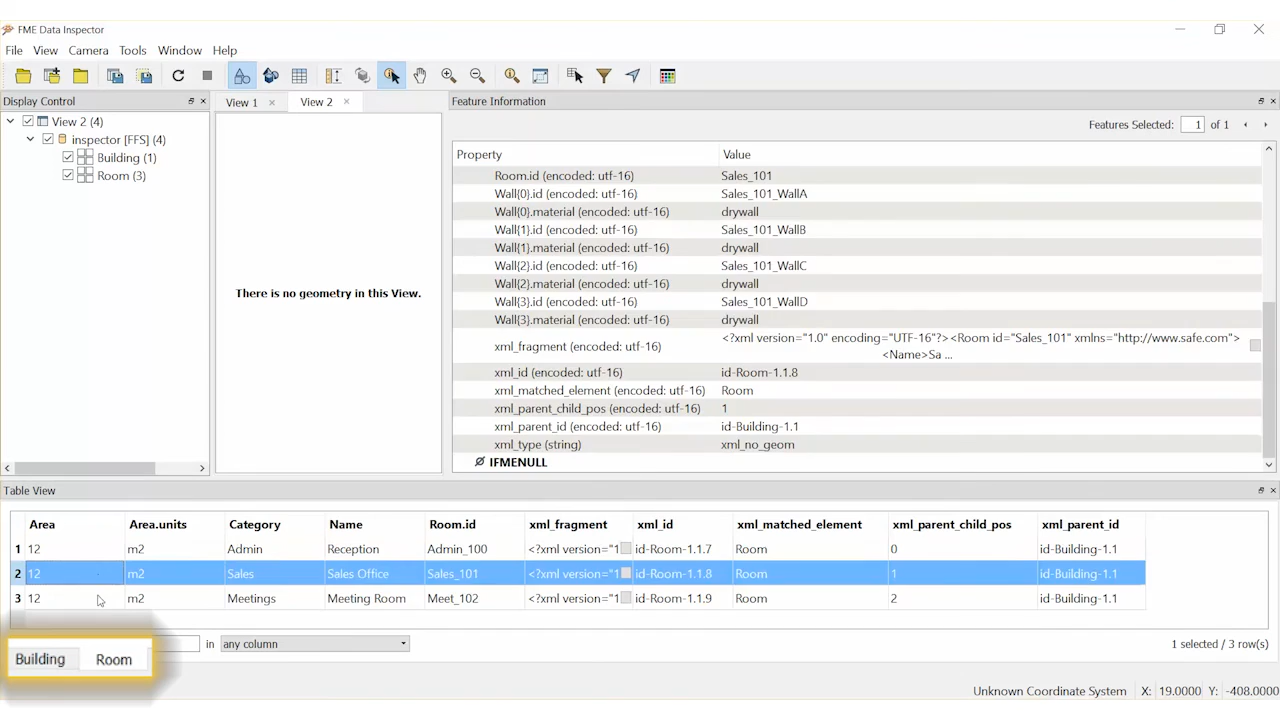 FME Data Inspector
File View Camera Tools Window Help
Display Control
View 2 (4)
inspector [FFS] (4)
Building (1)
Room (3)
View 1
View 2
There is no geometry in this View.
Feature Information
Features Selected: 1 of 1
Property Value
Room.id (encoded: utf-16) Sales_101
Wall{0}.id (encoded: utf-16) Sales_101_WallA
Wall{0}.material (encoded: utf-16) drywall
Wall{1}.id (encoded: utf-16) Sales_101_WallB
Wall{1}.material (encoded: utf-16) drywall
Wall{2}.id (encoded: utf-16) Sales_101_WallC
Wall{2}.material (encoded: utf-16) drywall
Wall{3}.id (encoded: utf-16) Sales_101_WallD
Wall{3}.material (encoded: utf-16) drywall
xml_fragment (encoded: utf-16) <?xml version="1.0" encoding="UTF-16"?><Room id="Sales_101" xmlns="http://www.safe.com">
<Name>Sa ...
xml_id (encoded: utf-16) id-Room-1.1.8
xml_matched_element (encoded: utf-16) Room
xml_parent_child_pos (encoded: utf-16) 1
xml_parent_id (encoded: utf-16) id-Building-1.1
xml_type (string) xml_no_geom
IFMENULL
Table View
Area Area.units Category Name Room.id xml_fragment xml_id xml_matched_element xml_parent_child_pos xml_parent_id
1 12 m2 Admin Reception Admin_100 <?xml version="1 id-Room-1.1.7 Room 0 id-Building-1.1
2 12 m2 Sales Sales Office Sales_101 <?xml version="1 id-Room-1.1.8 Room 1 id-Building-1.1
3 12 m2 Meetings Meeting Room Meet_102 <?xml version="1 id-Room-1.1.9 Room 2 id-Building-1.1
in any column 1 selected / 3 row(s)
Building Room
Unknown Coordinate System X: 19.0000 Y: -408.0000